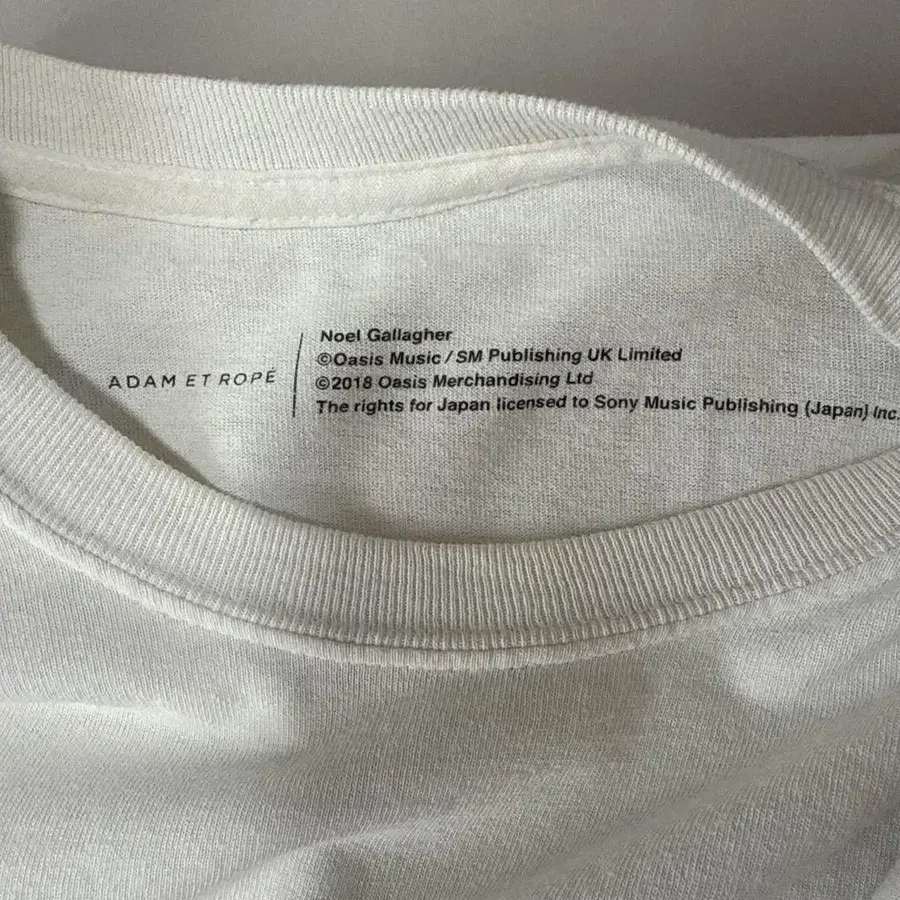 ADAM ET ROPÉ
Noel Gallagher
©Oasis Music / SM Publishing UK Limited
©2018 Oasis Merchandising Ltd
The rights for Japan licensed to Sony Music Publishing (Japan) Inc.